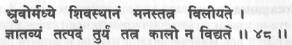 भ्रुवोर्मध्ये शिवस्थानं मनस्तत्र विलीयते ।
ज्ञातव्यं तत्पदं तुर्यं तत्र कालो न विद्यते ॥ ४८ ॥